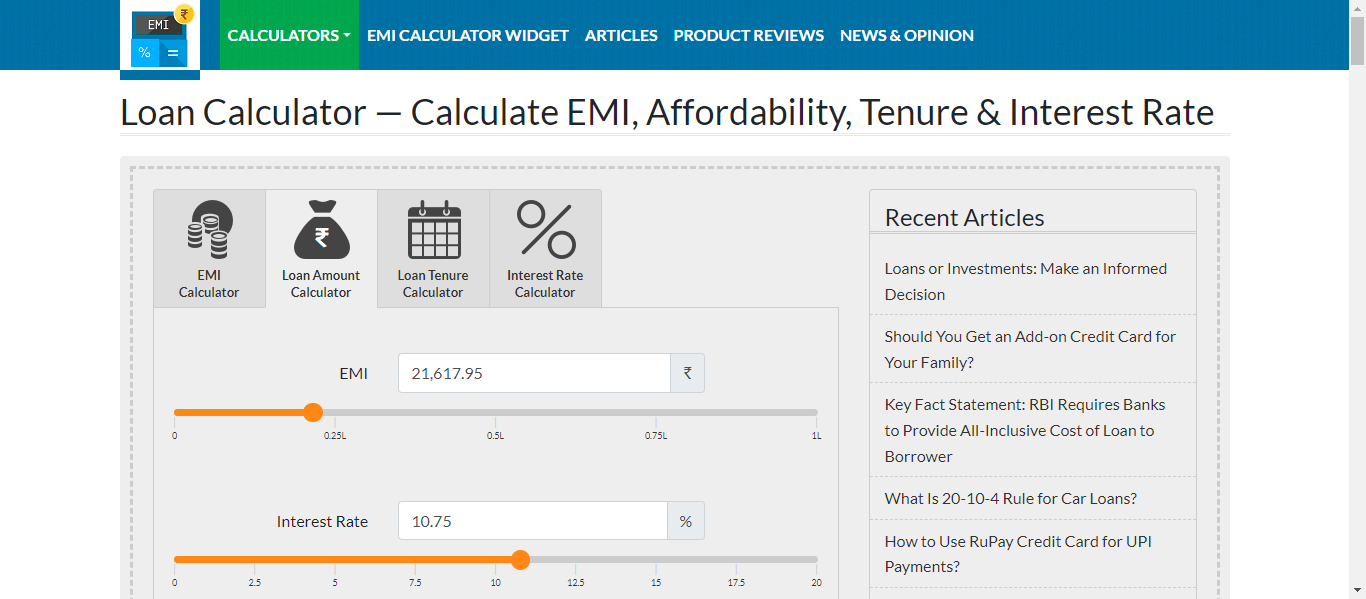 EMI
₹
%
=
CALCULATORS
EMI CALCULATOR WIDGET
ARTICLES
PRODUCT REVIEWS
NEWS & OPINION
Loan Calculator — Calculate EMI, Affordability, Tenure & Interest Rate
EMI
Calculator
₹
Loan Amount
Calculator
Loan Tenure
Calculator
Interest Rate
Calculator
EMI
21,617.95
₹
0
0.25L
0.5L
0.75L
1L
Interest Rate
10.75
%
0
2.5
5
7.5
10
12.5
15
17.5
20
Recent Articles
Loans or Investments: Make an Informed
Decision
Should You Get an Add-on Credit Card for
Your Family?
Key Fact Statement: RBI Requires Banks
to Provide All-Inclusive Cost of Loan to
Borrower
What Is 20-10-4 Rule for Car Loans?
How to Use RuPay Credit Card for UPI
Payments?